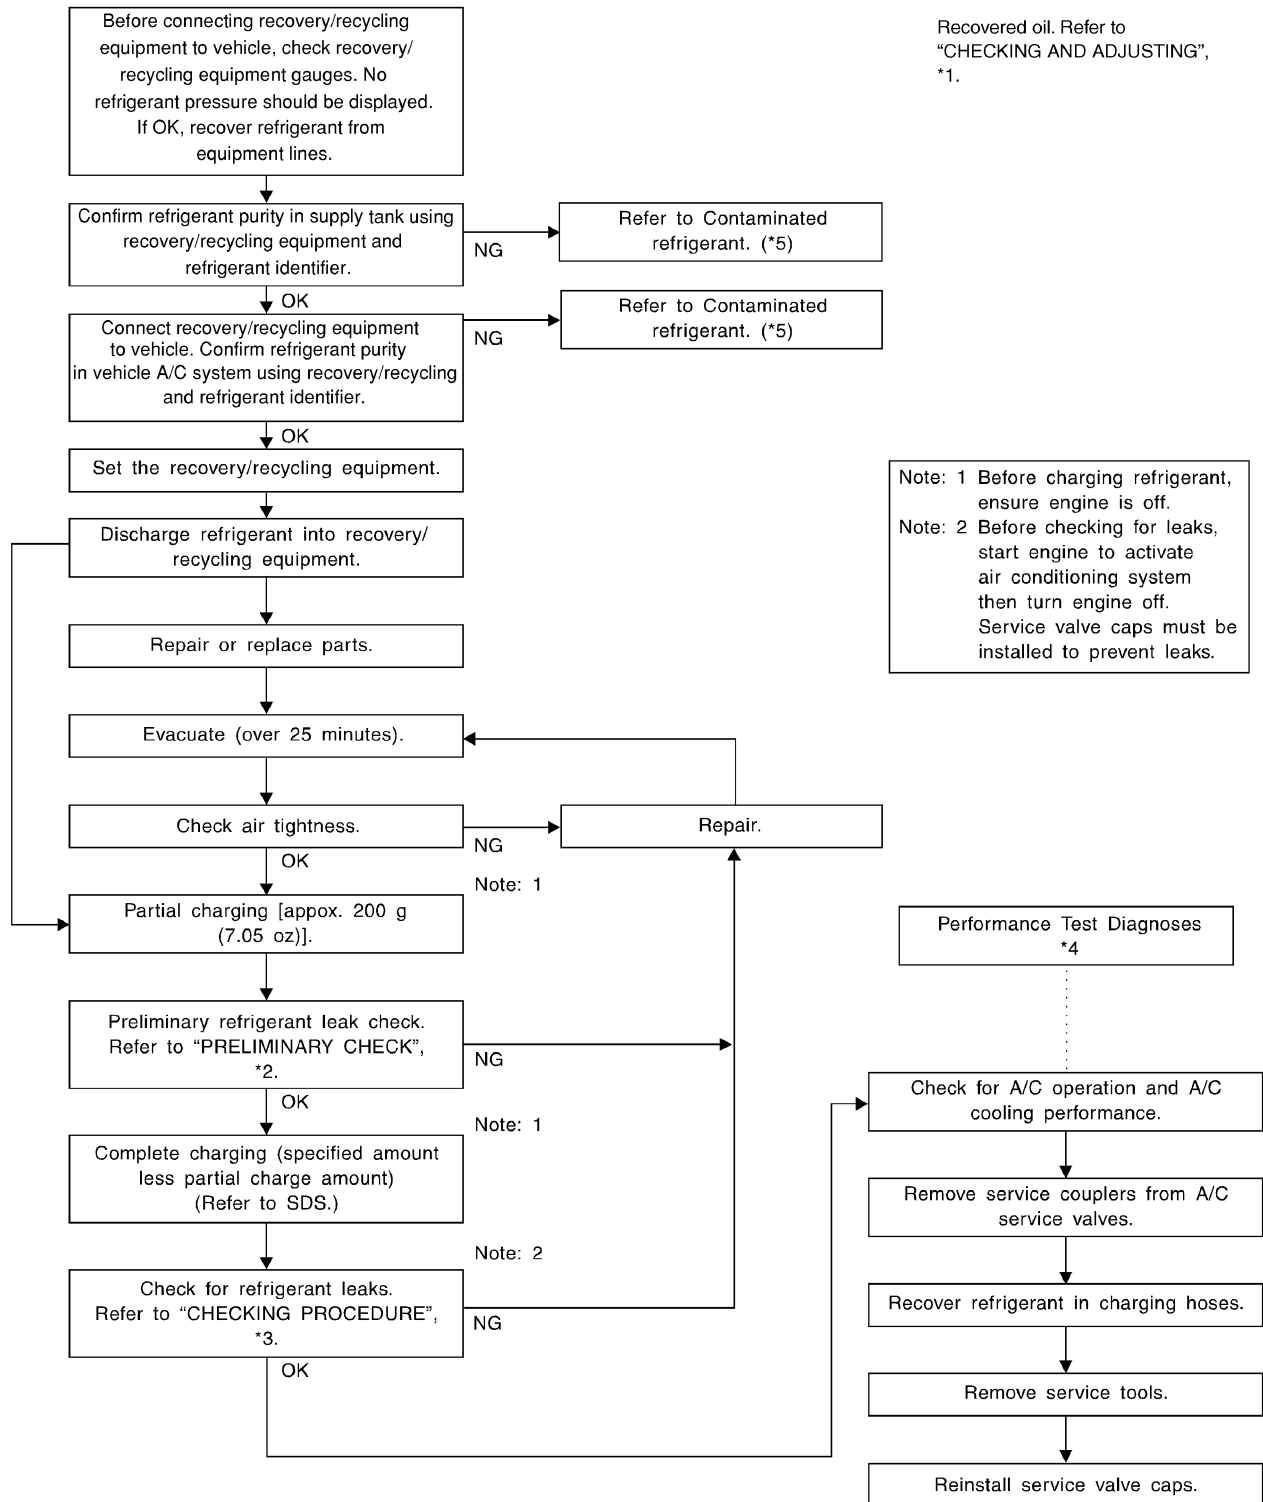 Before connecting recovery/recycling
equipment to vehicle, check recovery/
recycling equipment gauges. No
refrigerant pressure should be displayed.
If OK, recover refrigerant from
equipment lines.
Recovered oil. Refer to
“CHECKING AND ADJUSTING”,
*1.
Confirm refrigerant purity in supply tank using
recovery/recycling equipment and
refrigerant identifier.
NG
Refer to Contaminated
refrigerant. (*5)
OK
Connect recovery/recycling equipment
to vehicle. Confirm refrigerant purity
in vehicle A/C system using recovery/recycling
and refrigerant identifier.
NG
Refer to Contaminated
refrigerant. (*5)
OK
Set the recovery/recycling equipment.
Note: 1 Before charging refrigerant,
ensure engine is off.
Note: 2 Before checking for leaks,
start engine to activate
air conditioning system
then turn engine off.
Service valve caps must be
installed to prevent leaks.
Discharge refrigerant into recovery/
recycling equipment.
Repair or replace parts.
Evacuate (over 25 minutes).
Check air tightness.
NG
Repair.
OK
Note: 1
Partial charging [appox. 200 g
(7.05 oz)].
Preliminary refrigerant leak check.
Refer to “PRELIMINARY CHECK”,
*2.
NG
OK
Note: 1
Complete charging (specified amount
less partial charge amount)
(Refer to SDS.)
Note: 2
Check for refrigerant leaks.
Refer to “CHECKING PROCEDURE”,
*3.
NG
OK
Performance Test Diagnoses
*4
Check for A/C operation and A/C
cooling performance.
Remove service couplers from A/C
service valves.
Recover refrigerant in charging hoses.
Remove service tools.
Reinstall service valve caps.